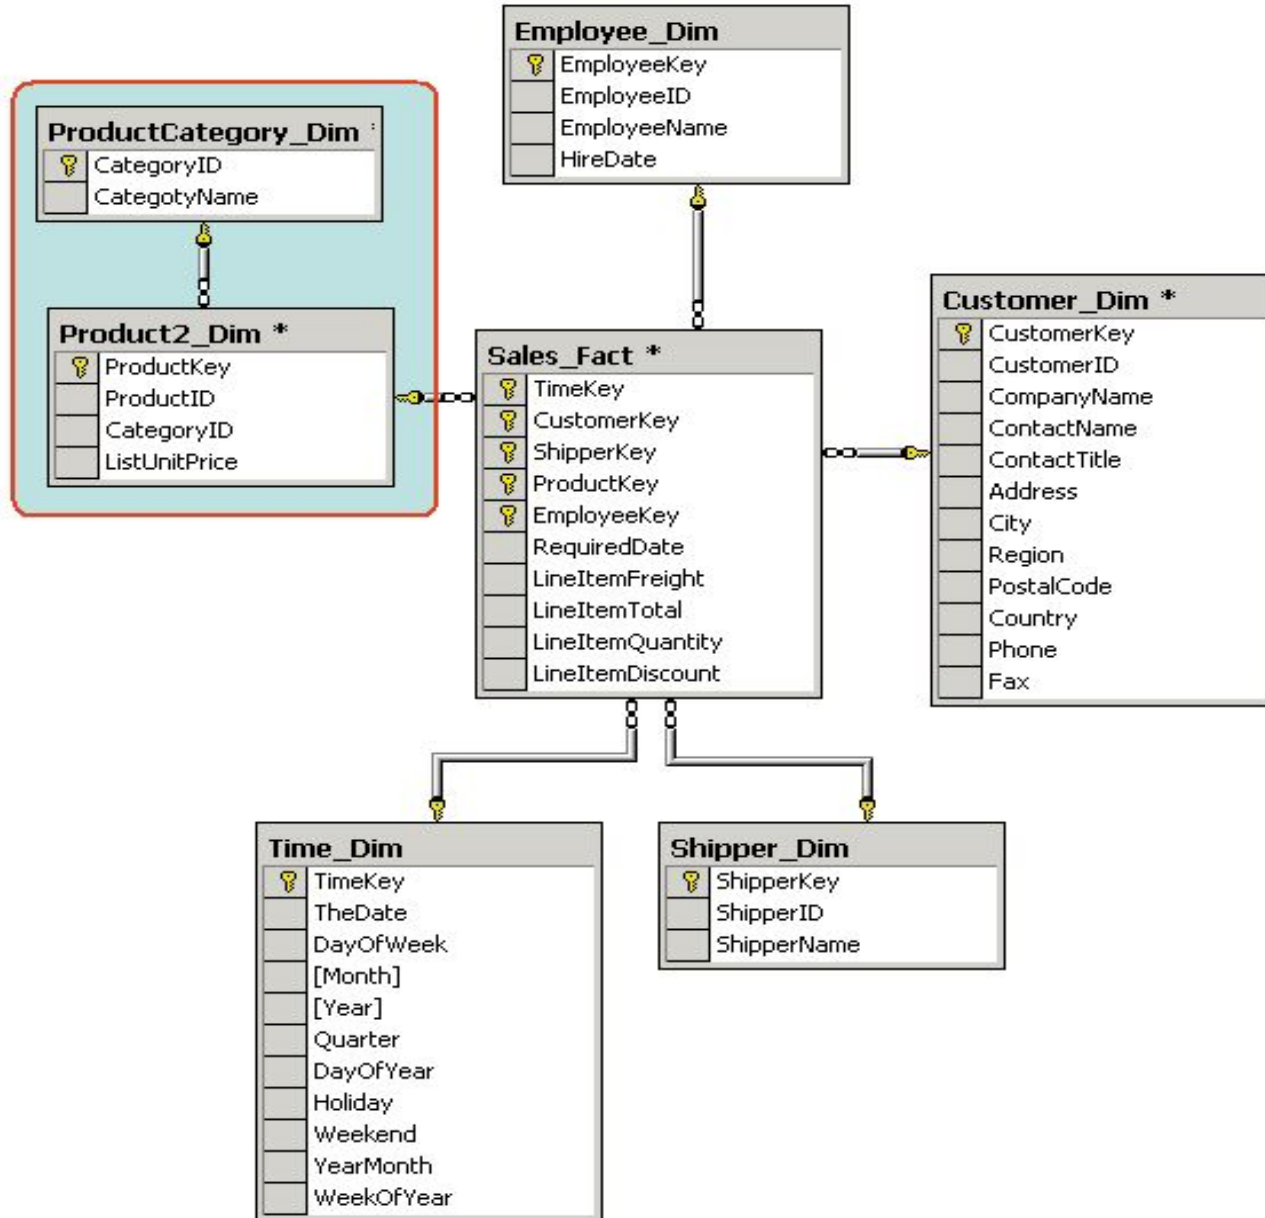 Employee_Dim
EmployeeKey
EmployeeID
EmployeeName
HireDate
ProductCategory_Dim *
CategoryID
CategotyName
Product2_Dim *
ProductKey
ProductID
CategoryID
ListUnitPrice
Sales_Fact *
TimeKey
CustomerKey
ShipperKey
ProductKey
EmployeeKey
RequiredDate
LineItemFreight
LineItemTotal
LineItemQuantity
LineItemDiscount
Customer_Dim *
CustomerKey
CustomerID
CompanyName
ContactName
ContactTitle
Address
City
Region
PostalCode
Country
Phone
Fax
Time_Dim
TimeKey
TheDate
DayOfWeek
[Month]
[Year]
Quarter
DayOfYear
Holiday
Weekend
YearMonth
WeekOfYear
Shipper_Dim
ShipperKey
ShipperID
ShipperName